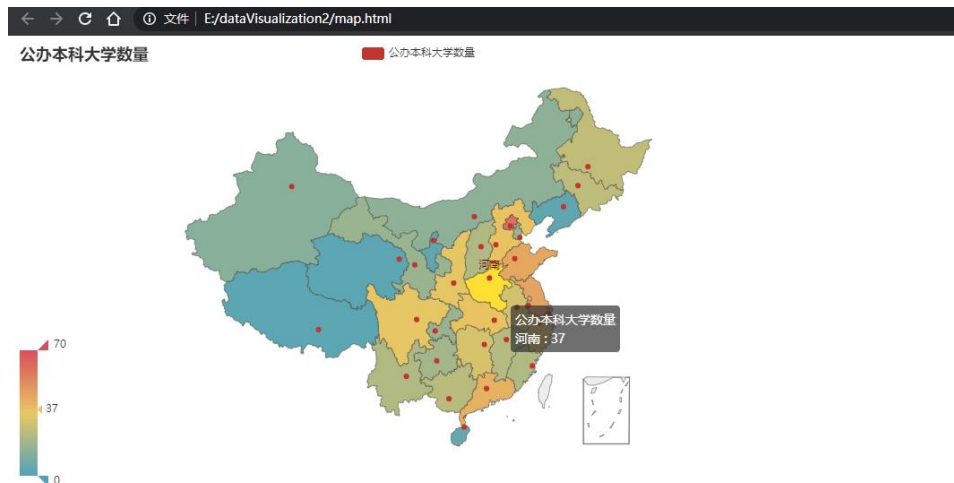 文件 E:/dataVisualization2/map.html
公办本科大学数量
公办本科大学数量
河南
公办本科大学数量
河南 : 37
70
37
0